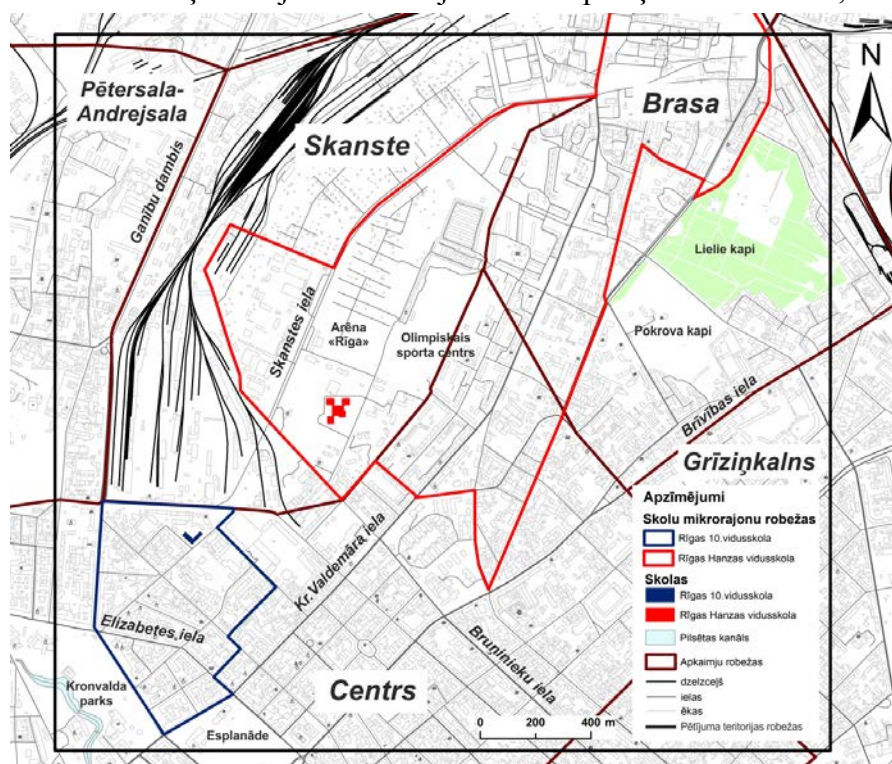 N
Pētersala-
Andrejsala
Skanste
Brasa
Ganību dambis
Lielie kapi
Skanstes iela
Arēna
«Rīga»
Olimpiskais
sporta centrs
Pokrova kapi
Brīvības iela
Grīziņkalns
Kr.Valdemāra iela
Elizabetes iela
Bruņinieku iela
Kronvalda
parks
Centrs
Esplanāde
0 200 400 m
Apzīmējumi
Skolu mikrorajonu robežas
Rīgas 10.vidusskola
Rīgas Hanzas vidusskola
Skolas
Rīgas 10.vidusskola
Rīgas Hanzas vidusskola
Pilsētas kanāls
Apkaimju robežas
dzelzceļš
ielas
ēkas
Pētījuma teritorijas robežas